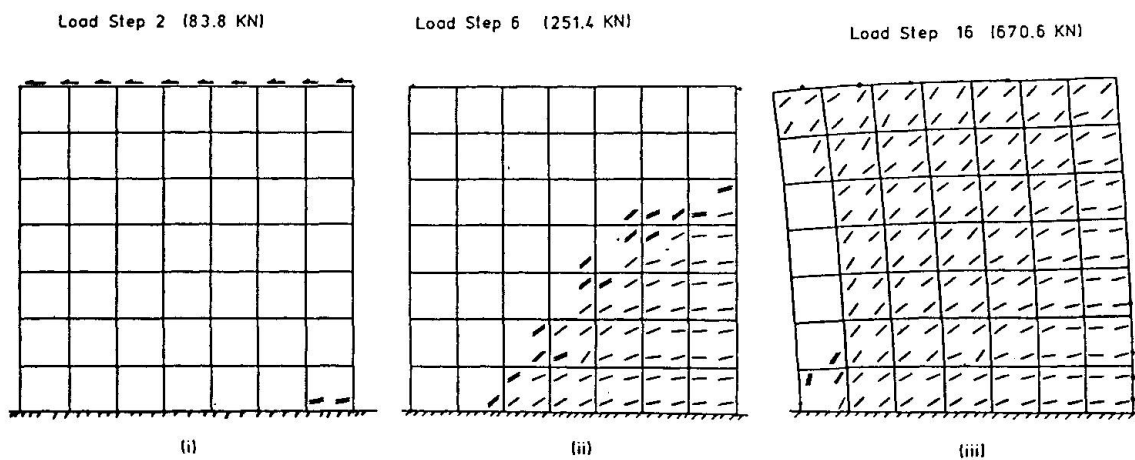 Load Step 2 (83.8 KN)
Load Step 6 (251.4 KN)
Load Step 16 (670.6 KN)
(i)
(ii)
(iii)